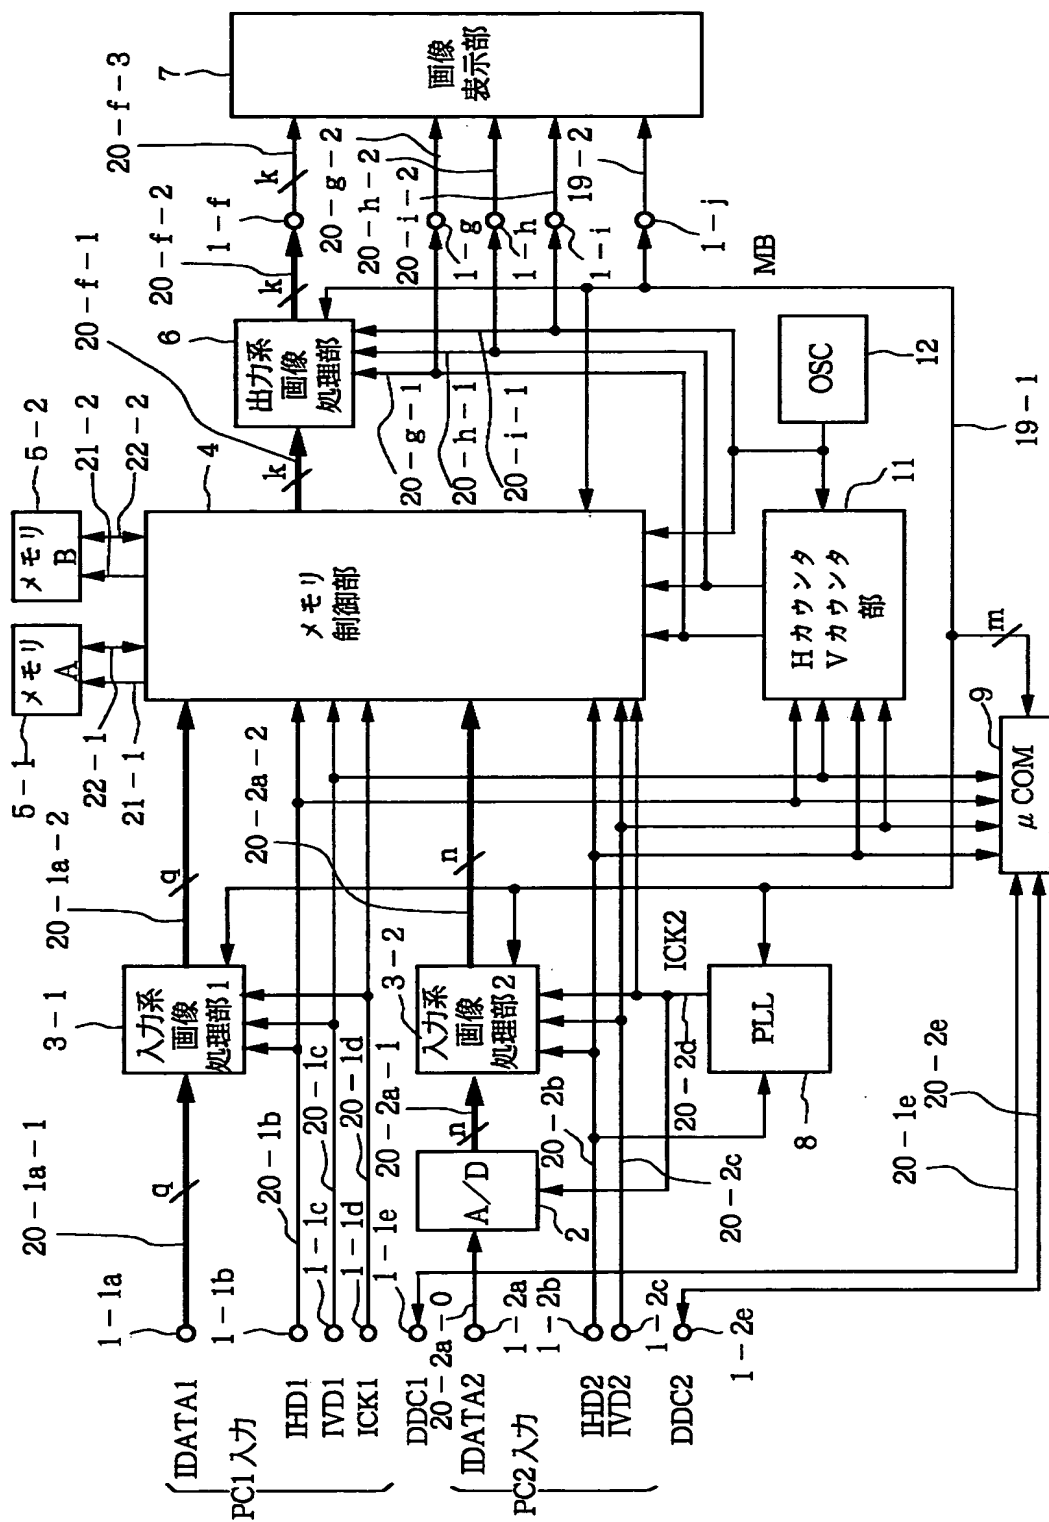 PC1入力
IDATA1
IHD1
IVD1
ICK1
DDC1
PC2入力
IDATA2
IHD2
IVD2
DDC2
1-1a
1-1b
1-1c
1-1d
1-1e
20-2a-0
1-2a
1-2b
1-2c
1-2e
20-1a-1
q
20-1b
20-1c
20-1d
A/D
2
n
20-2a-1
20-2b
20-2c
20-2d
3-1
入力系
画像
処理部1
3-2
入力系
画像
処理部2
PLL
8
ICK2
20-1e
20-2e
20-1a-2
q
20-2a-2
n
5-1
メモリ
A
22-1
21-1
メモリ
B
5-2
21-2
22-2
4
メモリ
制御部
Hカウンタ
Vカウンタ
部
11
μCOM
9
m
19-1
OSC
12
k
20-f-1
6
出力系
画像
処理部
20-g-1
20-h-1
20-i-1
k
20-f-2
1-f
k
20-f-3
20-g-2
20-h-2
20-i-2
19-2
1-g
1-h
1-i
1-j
MB
7
画像
表示部